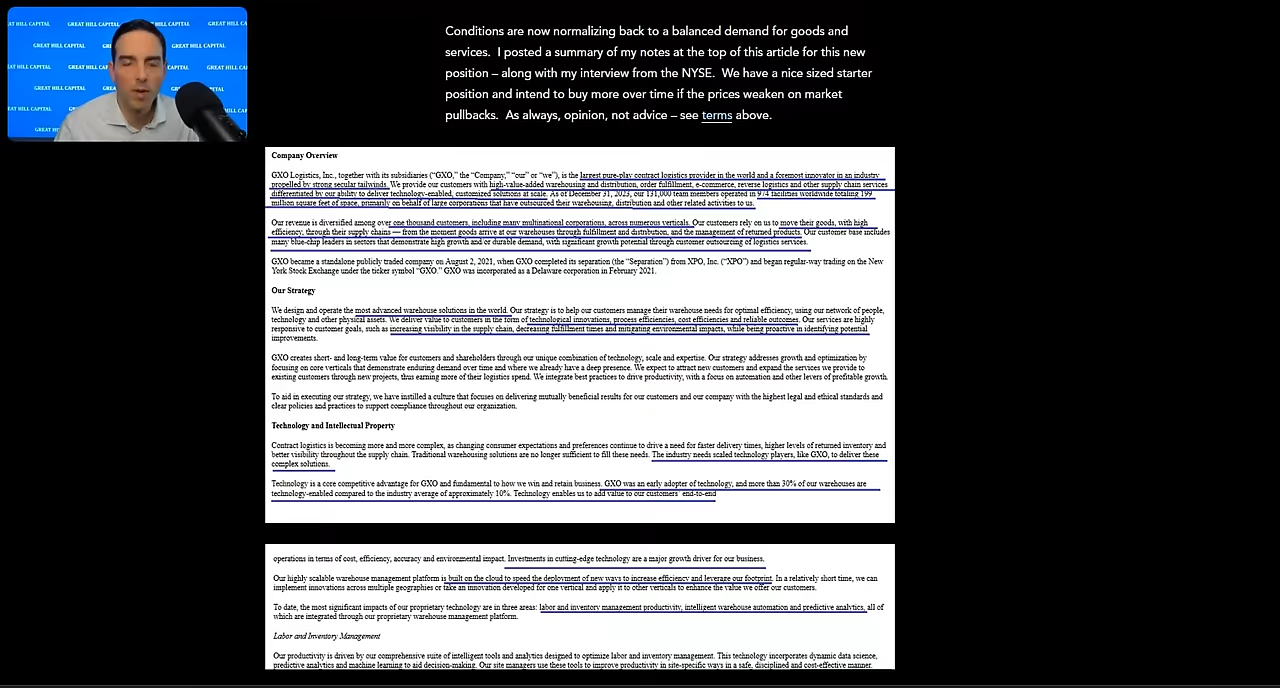 AT HILL CAPITAL GREAT HILL CAPITAL GREAT HILL CAPITAL GREAT HILL CAP
GREAT HILL CAPITAL GREAT HILL CAPITAL
HILL CAPITAL GREAT HILL CAP GREAT HILL CAPITAL GREAT HIL
GREAT HILL CAPITAL GREAT HILL CAPITAL
HILL CAPITAL GREAT H
GREAT HI
Conditions are now normalizing back to a balanced demand for goods and
services. I posted a summary of my notes at the top of this article for this new
position – along with my interview from the NYSE. We have a nice sized starter
position and intend to buy more over time if the prices weaken on market
pullbacks. As always, opinion, not advice – see terms above.
Company Overview
GXO Logistics, Inc., together with its subsidiaries (“GXO,” the “Company,” “our” or “we”), is the largest pure-play contract logistics provider in the world and a foremost innovator in an industry
propelled by strong secular tailwinds. We provide our customers with high-value-added warehousing and distribution, order fulfillment, e-commerce, reverse logistics and other supply chain services
differentiated by our ability to deliver technology-enabled, customized solutions at scale. As of December 31, 2023, our 131,000 team members operated in 974 facilities worldwide totaling 199
million square feet of space, primarily on behalf of large corporations that have outsourced their warehousing, distribution and other related activities to us.
Our revenue is diversified among over one thousand customers, including many multinational corporations, across numerous verticals. Our customers rely on us to move their goods, with high
efficiency, through their supply chains — from the moment goods arrive at our warehouses through fulfillment and distribution, and the management of returned products. Our customer base includes
many blue-chip leaders in sectors that demonstrate high growth and/or durable demand, with significant growth potential through customer outsourcing of logistics services.
GXO became a standalone publicly traded company on August 2, 2021, when GXO completed its separation (the “Separation”) from XPO, Inc. (“XPO”) and began regular-way trading on the New
York Stock Exchange under the ticker symbol “GXO.” GXO was incorporated as a Delaware corporation in February 2021.
Our Strategy
We design and operate the most advanced warehouse solutions in the world. Our strategy is to help our customers manage their warehouse needs for optimal efficiency, using our network of people,
technology and other physical assets. We deliver value to customers in the form of technological innovations, process efficiencies, cost efficiencies and reliable outcomes. Our services are highly
responsive to customer goals, such as increasing visibility in the supply chain, decreasing fulfillment times and mitigating environmental impacts, while being proactive in identifying potential
improvements.
GXO creates short- and long-term value for customers and shareholders through our unique combination of technology, scale and expertise. Our strategy addresses growth and optimization by
focusing on core verticals that demonstrate enduring demand over time and where we already have a deep presence. We expect to attract new customers and expand the services we provide to
existing customers through new projects, thus earning more of their logistics spend. We integrate best practices to drive productivity, with a focus on automation and other levers of profitable growth.
To aid in executing our strategy, we have instilled a culture that focuses on delivering mutually beneficial results for our customers and our company with the highest legal and ethical standards and
clear policies and practices to support compliance throughout our organization.
Technology and Intellectual Property
Contract logistics is becoming more and more complex, as changing consumer expectations and preferences continue to drive a need for faster delivery times, higher levels of returned inventory and
better visibility throughout the supply chain. Traditional warehousing solutions are no longer sufficient to fill these needs. The industry needs scaled technology players, like GXO, to deliver these
complex solutions.
Technology is a core competitive advantage for GXO and fundamental to how we win and retain business. GXO was an early adopter of technology, and more than 30% of our warehouses are
technology-enabled compared to the industry average of approximately 10%. Technology enables us to add value to our customers' end-to-end
operations in terms of cost, efficiency, accuracy and environmental impact. Investments in cutting-edge technology are a major growth driver for our business.
Our highly scalable warehouse management platform is built on the cloud to speed the deployment of new ways to increase efficiency and leverage our footprint. In a relatively short time, we can
implement innovations across multiple geographies or take an innovation developed for one vertical and apply it to other verticals to enhance the value we offer our customers.
To date, the most significant impacts of our proprietary technology are in three areas: labor and inventory management productivity, intelligent warehouse automation and predictive analytics, all of
which are integrated through our proprietary warehouse management platform.
Labor and Inventory Management
Our productivity is driven by our comprehensive suite of intelligent tools and analytics designed to optimize labor and inventory management. This technology incorporates dynamic data science,
predictive analytics and machine learning to aid decision-making. Our site managers use these tools to improve productivity in site-specific ways in a safe, disciplined and cost-effective manner.